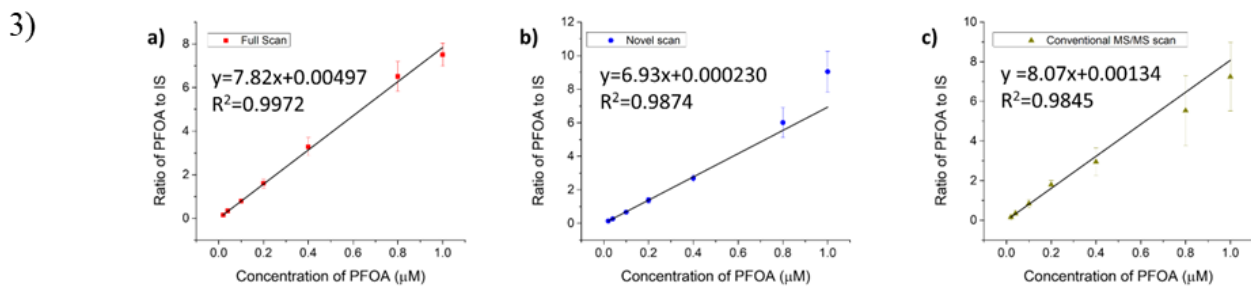 3)
a)
Full Scan
y=7.82x+0.00497
R²=0.9972
Ratio of PFOA to IS
8
6
4
2
0
0.0 0.2 0.4 0.6 0.8 1.0
Concentration of PFOA (μM)
b)
Novel scan
y=6.93x+0.000230
R²=0.9874
Ratio of PFOA to IS
12
10
8
6
4
2
0
0.0 0.2 0.4 0.6 0.8 1.0
Concentration of PFOA (μM)
c)
Conventional MS/MS scan
y =8.07x+0.00134
R²=0.9845
Ratio of PFOA to IS
10
8
6
4
2
0
0.0 0.2 0.4 0.6 0.8 1.0
Concentration of PFOA (μM)